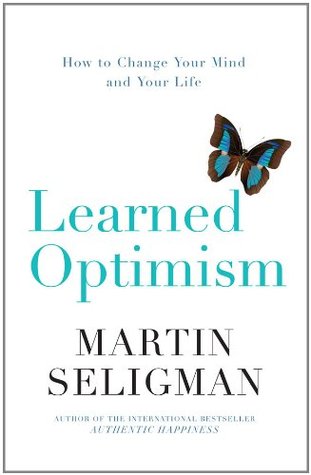 How to Change Your Mind
and Your Life
Learned
Optimism
MARTIN
SELIGMAN
AUTHOR OF THE INTERNATIONAL BESTSELLER
AUTHENTIC HAPPINESS